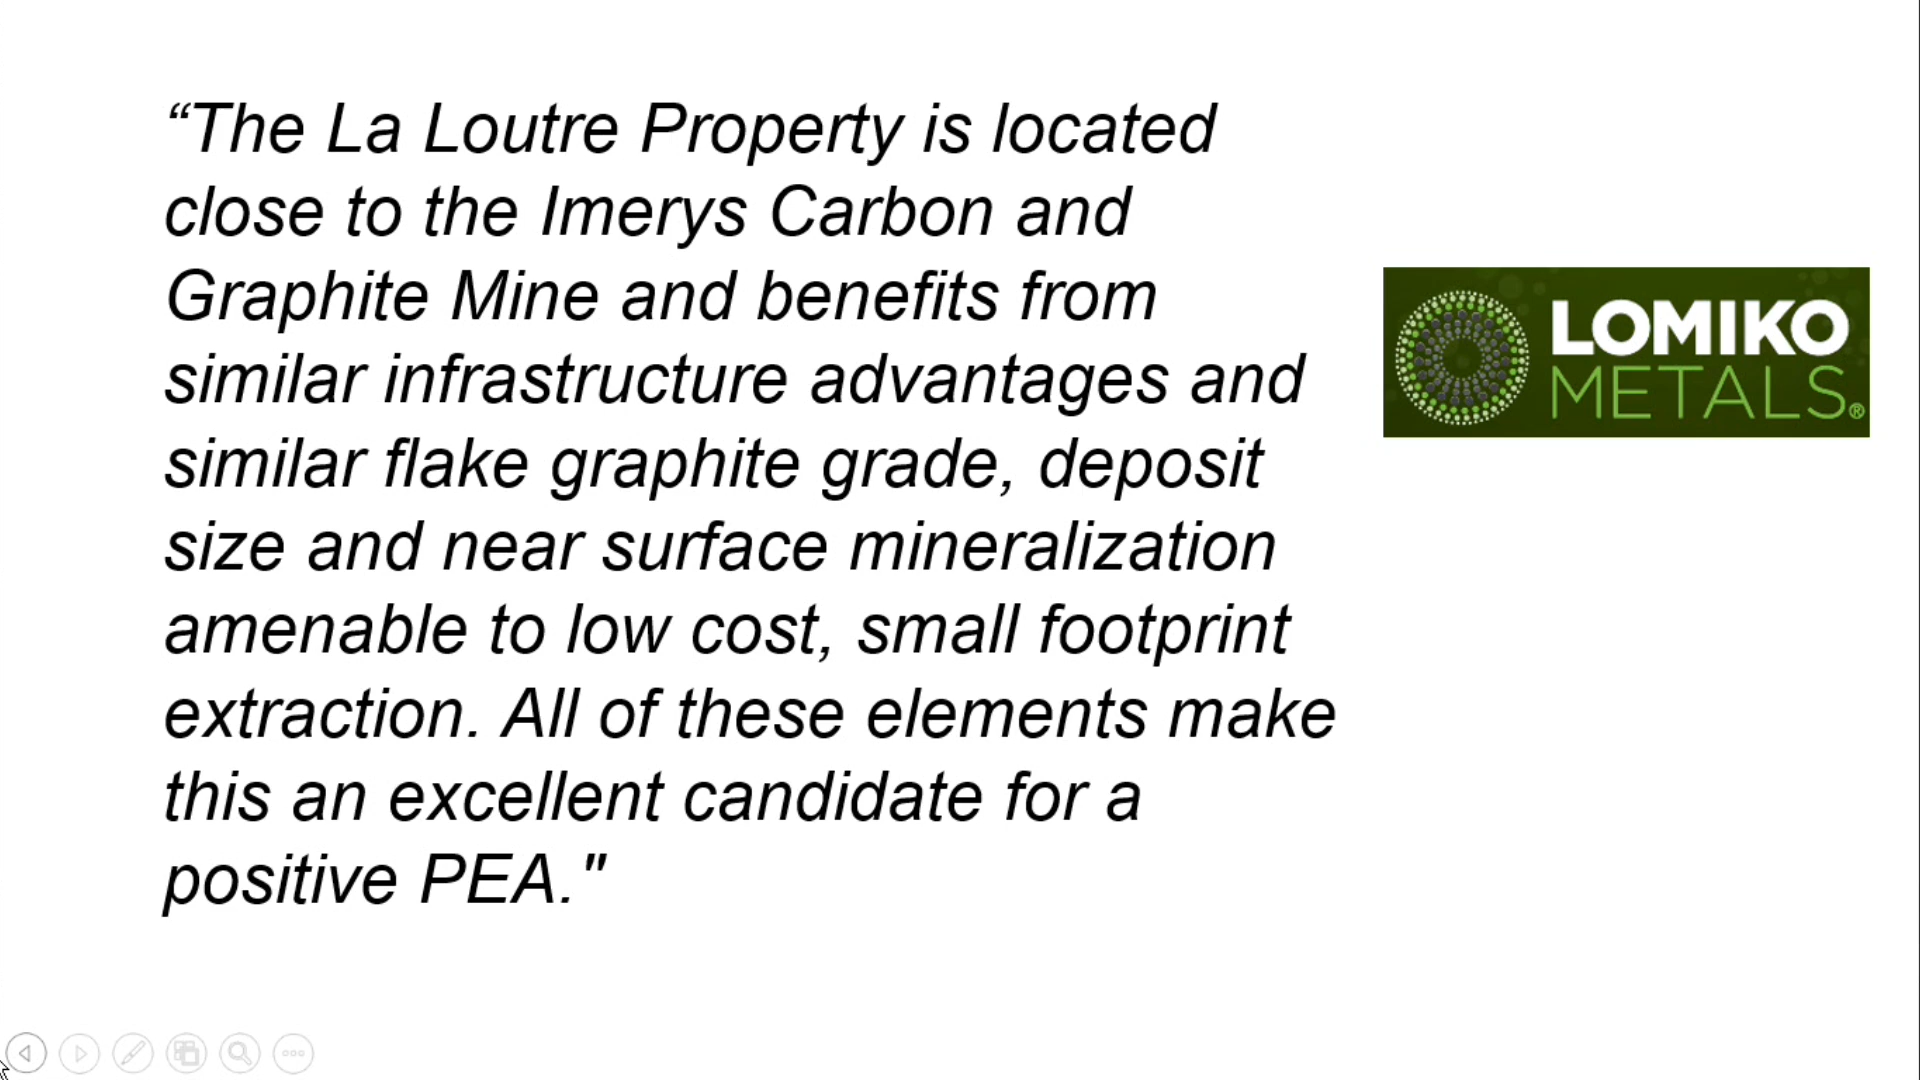 “The La Loutre Property is located
close to the Imerys Carbon and
Graphite Mine and benefits from
similar infrastructure advantages and
similar flake graphite grade, deposit
size and near surface mineralization
amenable to low cost, small footprint
extraction. All of these elements make
this an excellent candidate for a
positive PEA."
LOMIKO
METALS®